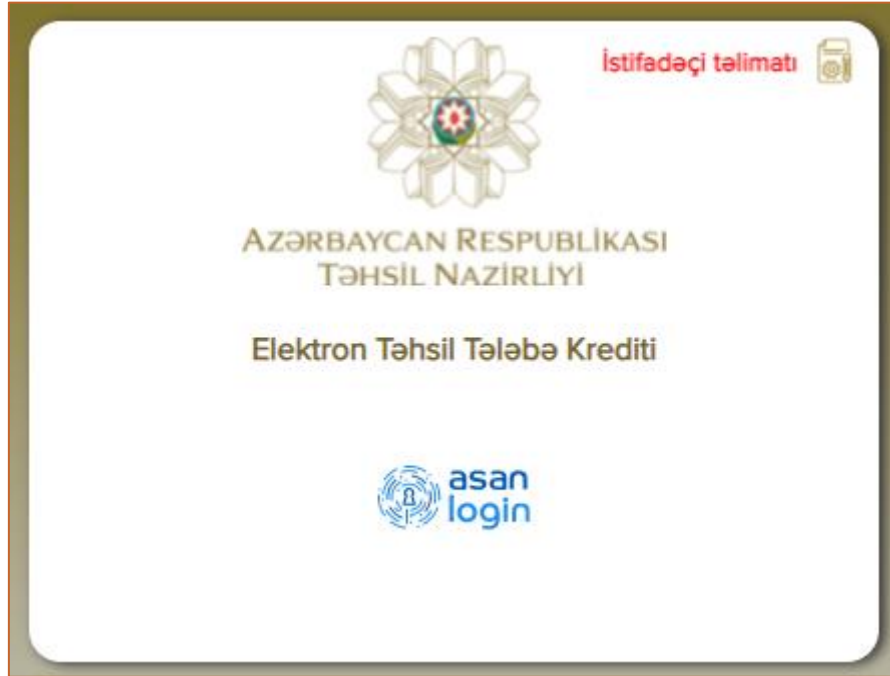 İstifadəçi təlimatı
AZƏRBAYCAN RESPUBLİKASI
TƏHSİL NAZİRLİYİ
Elektron Təhsil Tələbə Krediti
asan
login